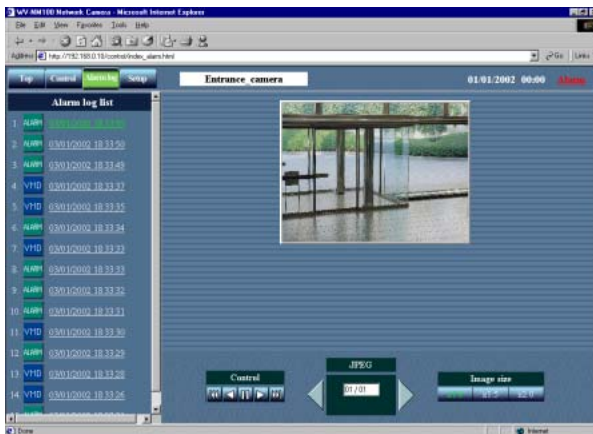 WV-NM100 Network Camera - Microsoft Internet Explorer
File Edit View Favorites Tools Help
Address http://192.168.0.10/control/index_alarm.html Go Links
Top Control Alarm log Setup Entrance_camera 01/01/2002 00:00 Alarm
Alarm log list
1 ALARM
2 ALARM 03/01/2002 18:33:50
3 ALARM 03/01/2002 18:33:49
4 VMD 03/01/2002 18:33:37
5 VMD 03/01/2002 18:33:35
6 ALARM 03/01/2002 18:33:34
7 VMD 03/01/2002 18:33:33
8 ALARM 03/01/2002 18:33:33
9 ALARM 03/01/2002 18:33:32
10 ALARM 03/01/2002 18:33:31
11 VMD 03/01/2002 18:33:30
12 ALARM 03/01/2002 18:33:29
13 VMD 03/01/2002 18:33:28
14 VMD 03/01/2002 18:33:26
JPEG
Control
01/01
Image size
x1.5 x2.0
Done Internet